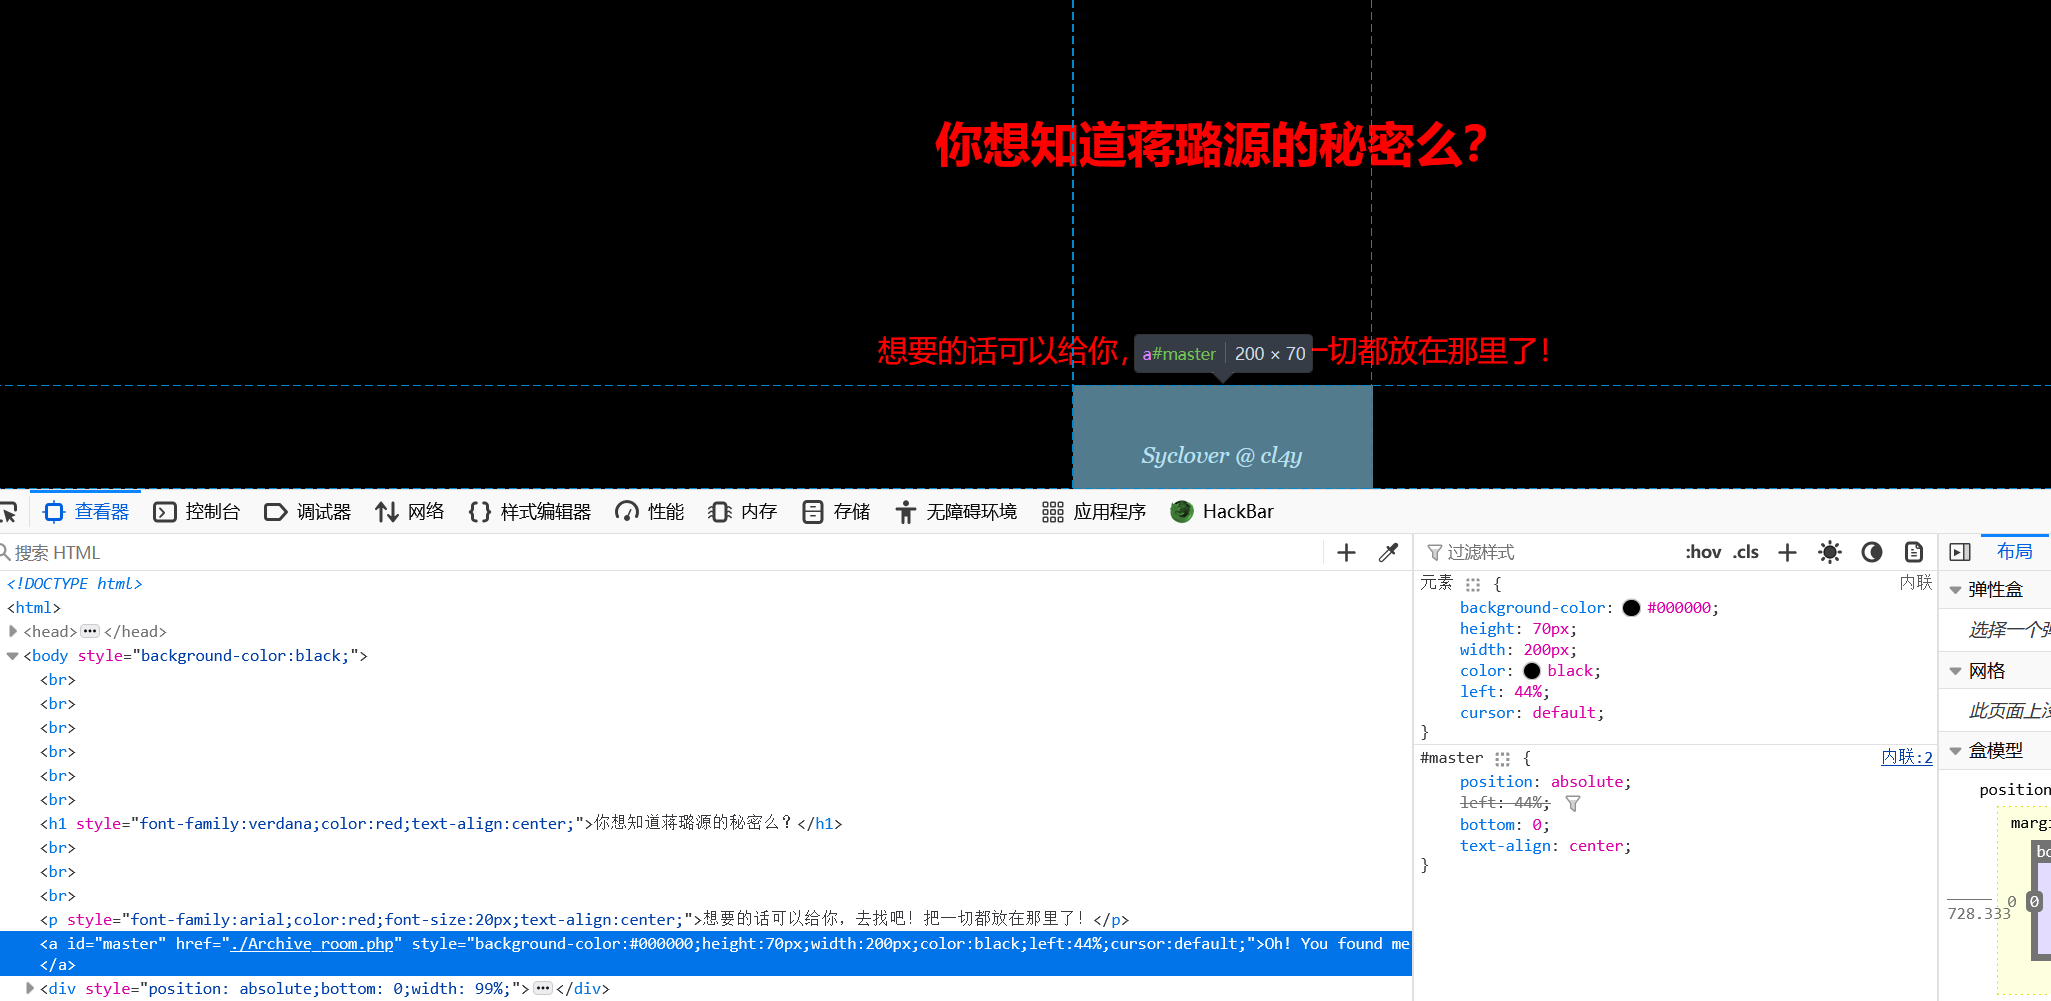 你想知道蒋璐源的秘密么?
想要的话可以给你,
一切都放在那里了!
a#master 200 × 70
Syclover @ cl4y
查看器 控制台 调试器 网络 样式编辑器 性能 内存 存储 无障碍环境 应用程序 HackBar
搜索 HTML
<!DOCTYPE html>
<html>
<head> </head>
<body style="background-color:black;">
<br>
<br>
<br>
<br>
<br>
<br>
<h1 style="font-family:verdana;color:red;text-align:center;">你想知道蒋璐源的秘密么?</h1>
<br>
<br>
<br>
<p style="font-family:arial;color:red;font-size:20px;text-align:center;">想要的话可以给你,去找吧!把一切都放在那里了!</p>
<a id="master" href="./Archive_room.php" style="background-color:#000000;height:70px;width:200px;color:black;left:44%;cursor:default;">Oh! You found me
</a>
<div style="position: absolute;bottom: 0;width: 99%;"> </div>
过滤样式 :hov .cls
元素 { 内联
background-color: #000000;
height: 70px;
width: 200px;
color: black;
left: 44%;
cursor: default;
}
#master { 内联:2
position: absolute;
left: 44%;
bottom: 0;
text-align: center;
}
布局
弹性盒
选择一个
网格
此页面上
盒模型
position
margi
bo
0 0
728.333